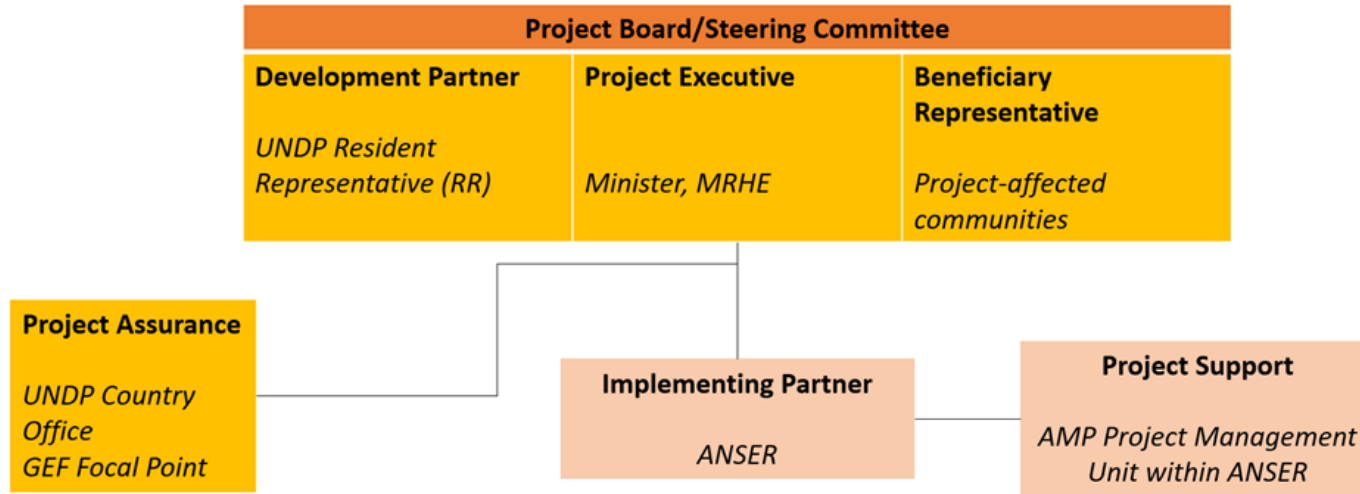 Project Board/Steering Committee
Development Partner
UNDP Resident
Representative (RR)
Project Executive
Minister, MRHE
Beneficiary
Representative
Project-affected
communities
Project Assurance
UNDP Country
Office
GEF Focal Point
Implementing Partner
ANSER
Project Support
AMP Project Management
Unit within ANSER